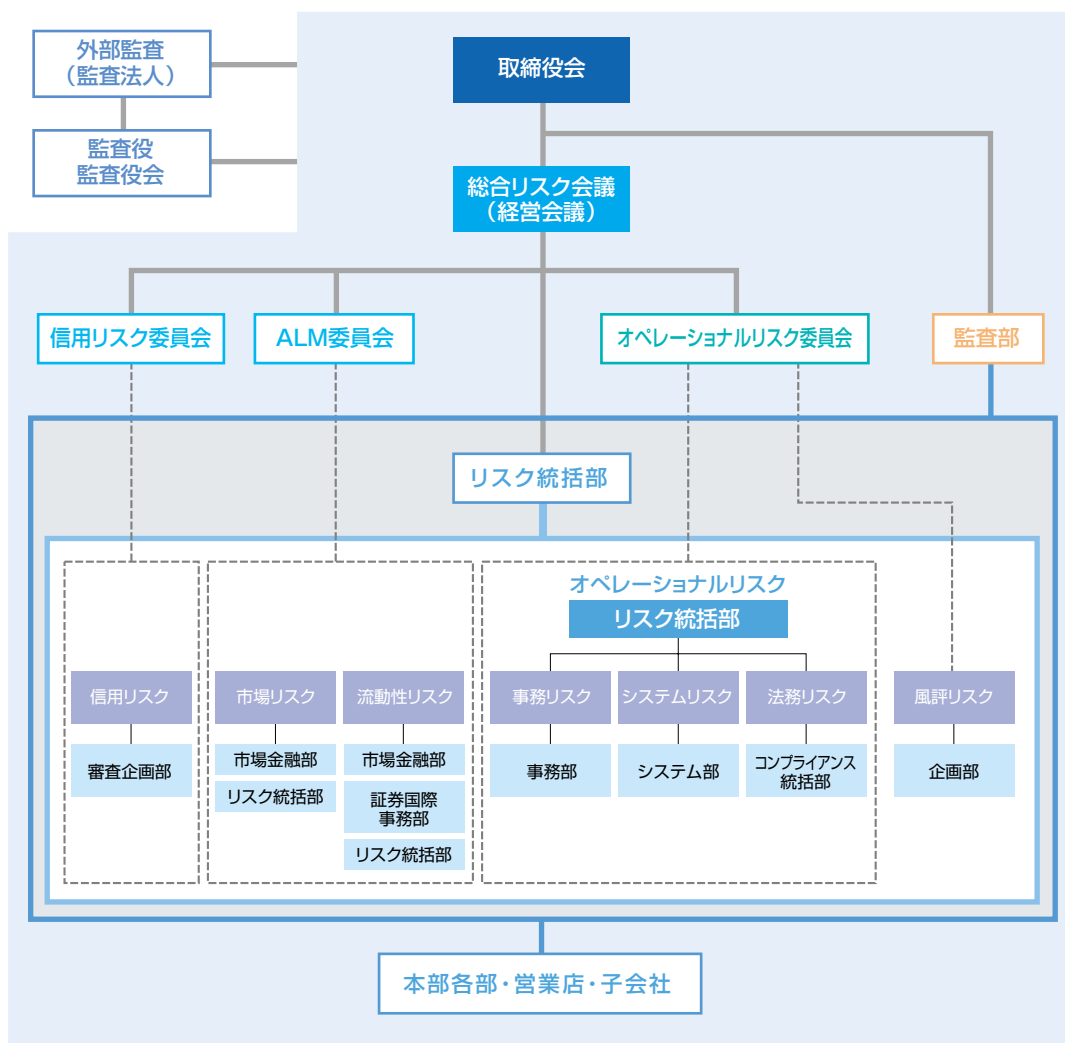 外部監査
（監査法人）
監査役
監査役会
取締役会
総合リスク会議
（経営会議）
信用リスク委員会
ALM委員会
オペレーショナルリスク委員会
監査部
リスク統括部
オペレーショナルリスク
リスク統括部
信用リスク
市場リスク
流動性リスク
事務リスク
システムリスク
法務リスク
風評リスク
審査企画部
市場金融部
リスク統括部
市場金融部
証券国際
事務部
リスク統括部
事務部
システム部
コンプライアンス
統括部
企画部
本部各部・営業店・子会社